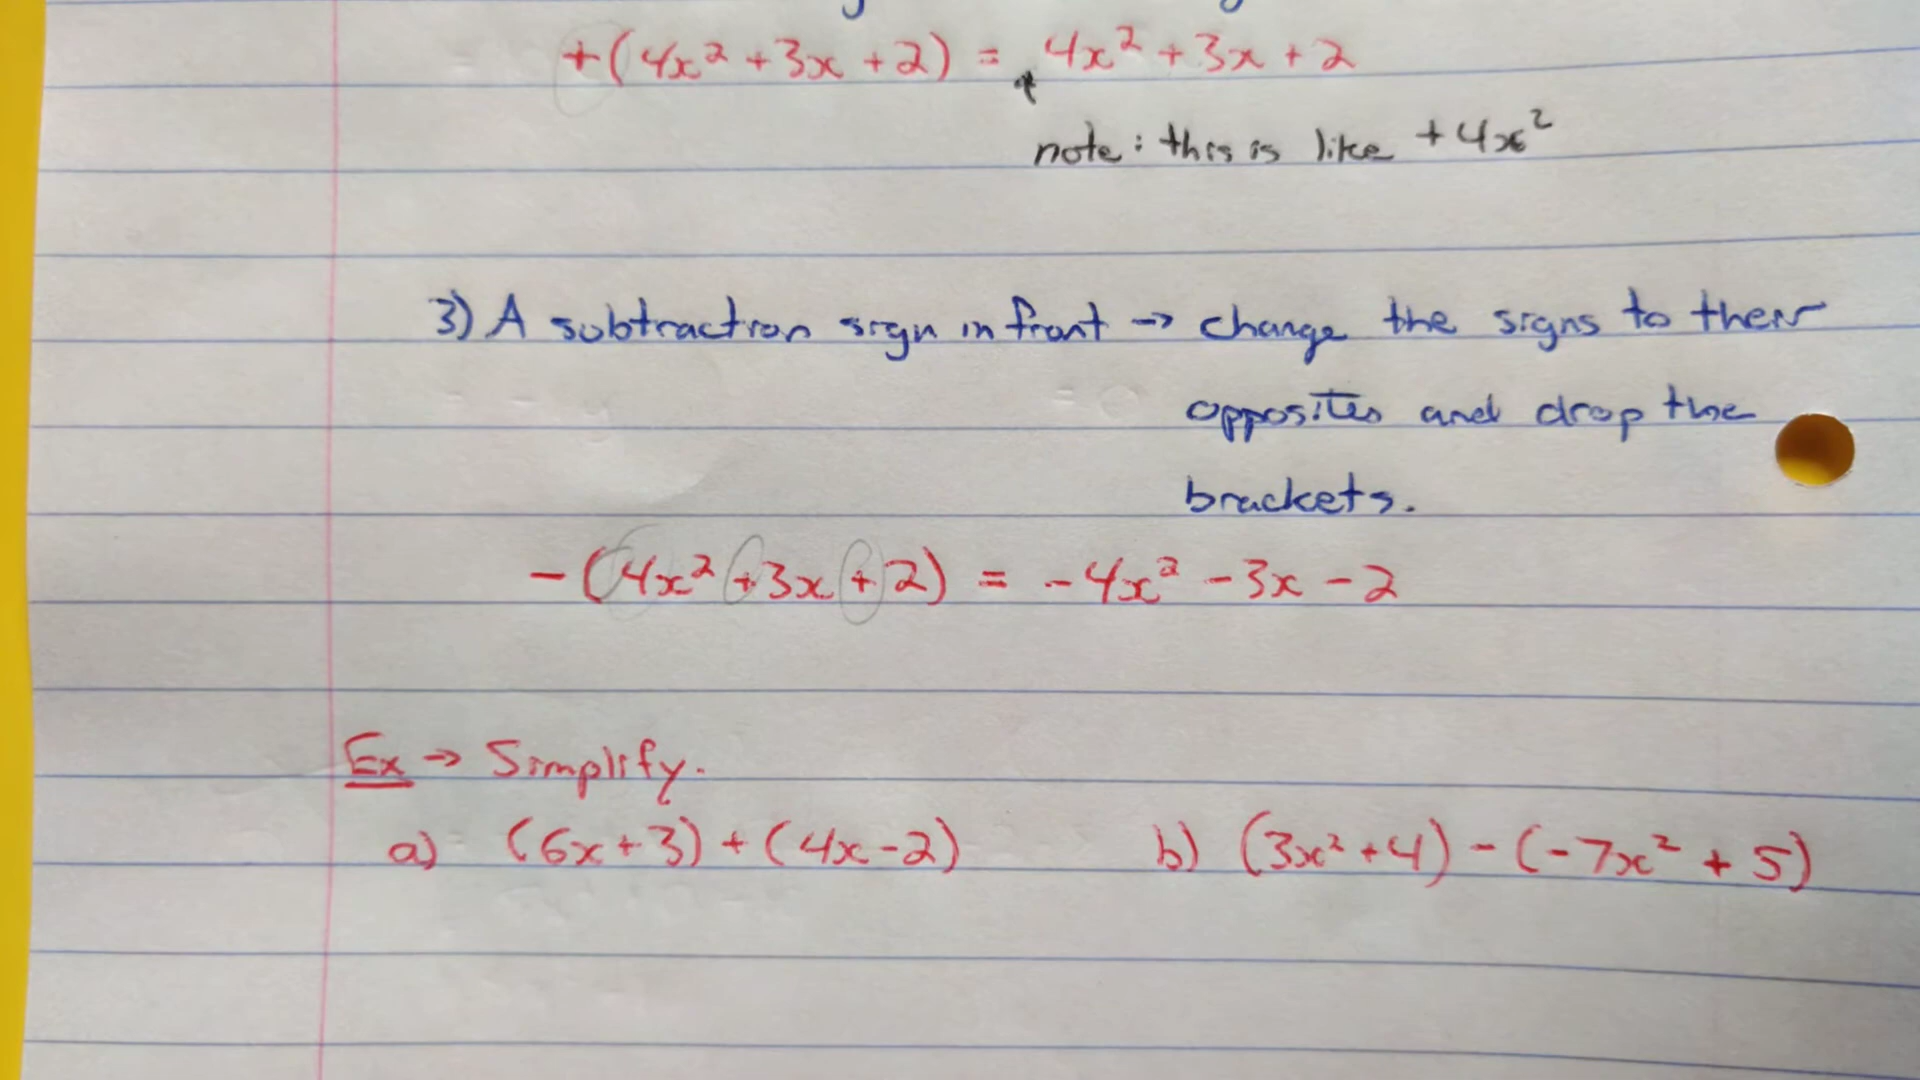 +(4x² + 3x + 2) = 4x² + 3x + 2
note: this is like +4x²
3) A subtraction sign in front → change the signs to their
opposites and drop the
brackets.
-(4x² + 3x + 2) = -4x² - 3x - 2
Ex → Simplify.
a) (6x + 3) + (4x - 2) b) (3x² + 4) - (-7x² + 5)